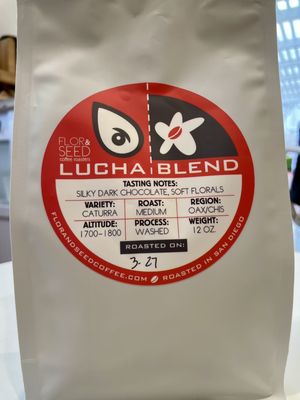 FLOR&
SEED
coffee roasters
LUCHA BLEND
TASTING NOTES:
SILKY DARK CHOCOLATE, SOFT FLORALS
VARIETY: ROAST: REGION:
CATURRA MEDIUM OAX/CHIS
ALTITUDE: PROCESS: WEIGHT:
1700-1800 WASHED 12 OZ.
ROASTED ON:
3.27
FLORANDSEEDCOFFEE.COM ROASTED IN SAN DIEGO